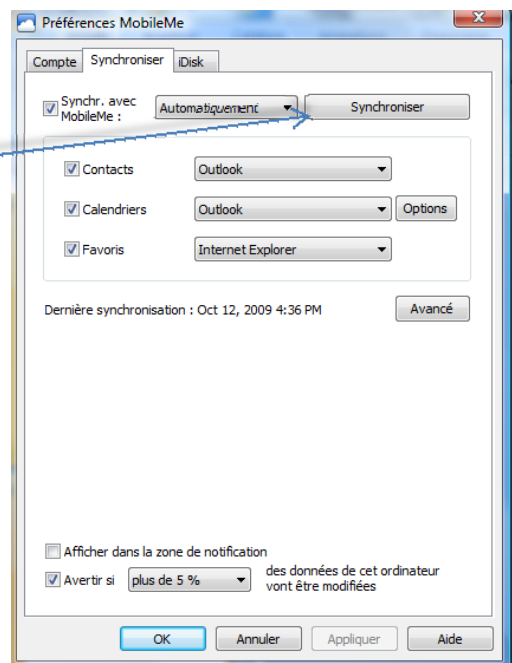 Préférences MobileMe
Compte Synchroniser iDisk
Synchr. avec MobileMe : Automatiquement Synchroniser
Contacts Outlook
Calendriers Outlook Options
Favoris Internet Explorer
Dernière synchronisation : Oct 12, 2009 4:36 PM Avancé
Afficher dans la zone de notification
Avertir si plus de 5 % des données de cet ordinateur
vont être modifiées
OK Annuler Appliquer Aide